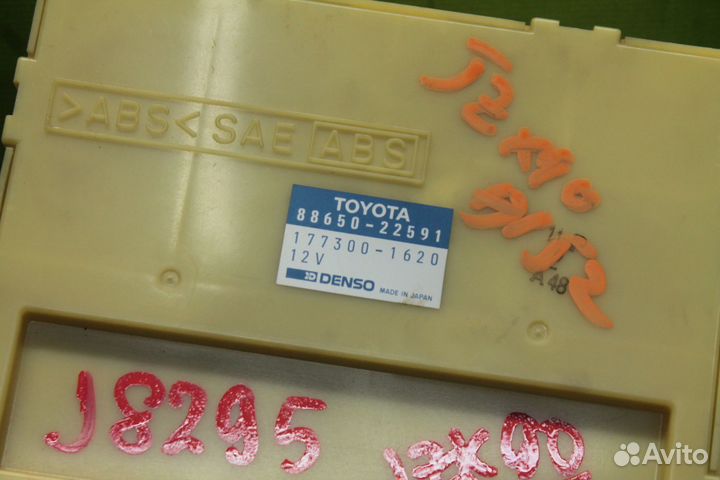 >ABS< SAE ABS
TOYOTA
88650-22591
177300-1620
12V
DENSO
MADE IN JAPAN
A 48
J8295
Avito